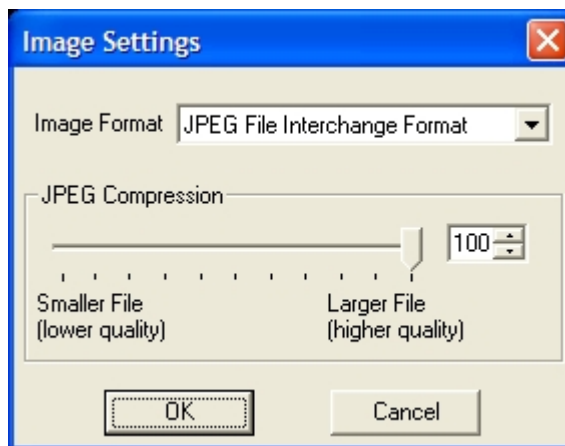 Image Settings
Image Format JPEG File Interchange Format
JPEG Compression
100
Smaller File Larger File
(lower quality) (higher quality)
OK Cancel